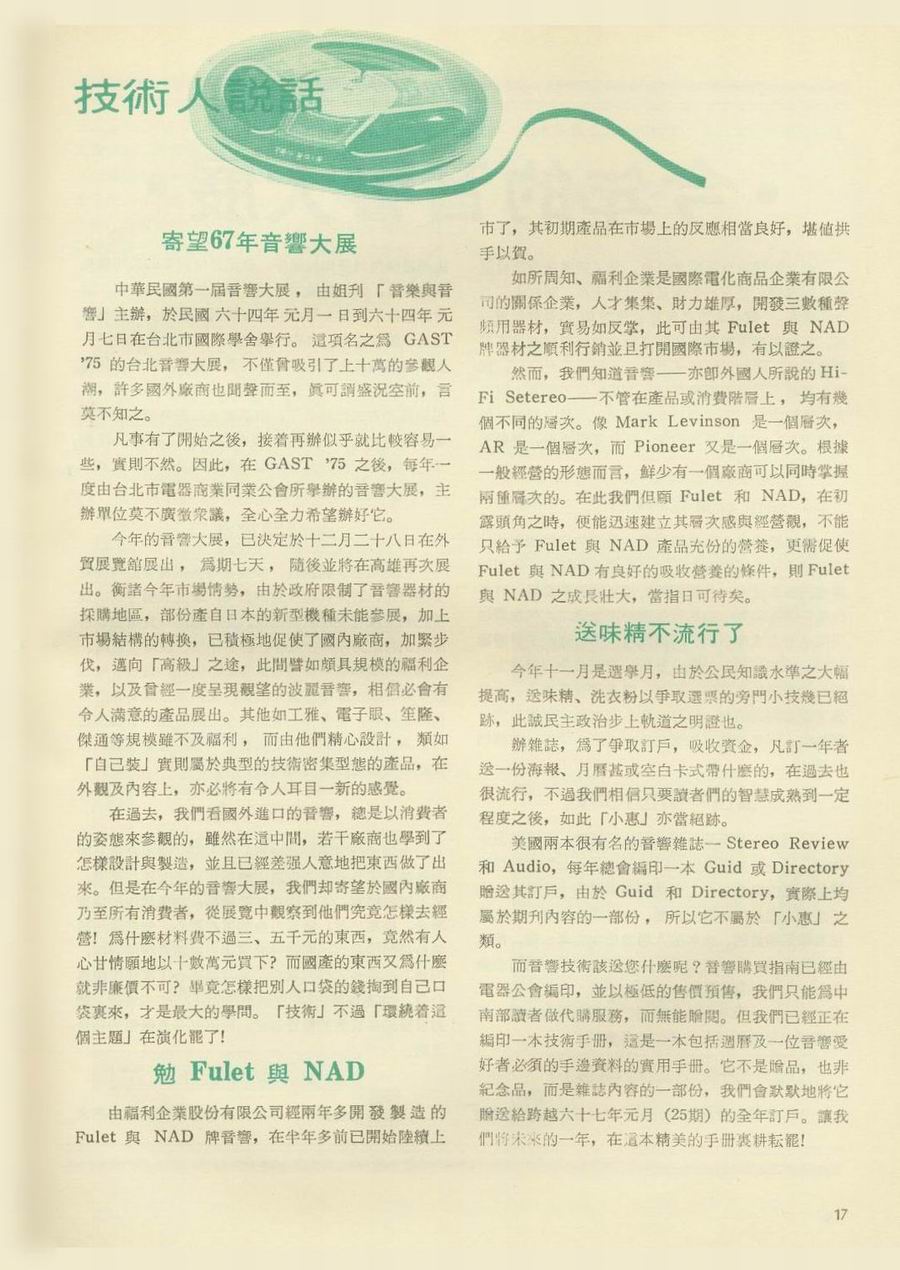 技術人說話
寄望67年音響大展
中華民國第一屆音響大展，由姐刋「音樂與音
響」主辦，於民國六十四年元月一日到六十四年元
月七日在台北市國際學舍舉行。這項名之爲 GAST
'75 的台北音響大展，不僅曾吸引了上十萬的參觀人
潮，許多國外廠商也聞聲而至，眞可謂盛況空前，言
莫不知之。
凡事有了開始之後，接着再辦似乎就比較容易一
些，實則不然。因此，在 GAST '75 之後，每年一
度由台北市電器商業同業公會所舉辦的音響大展，主
辦單位莫不廣徵衆議，全心全力希望辦好它。
今年的音響大展，已決定於十二月二十八日在外
貿展覽館展出，爲期七天，隨後並將在高雄再次展
出。衡諸今年市場情勢，由於政府限制了音響器材的
採購地區，部份產自日本的新型機種未能參展，加上
市場結構的轉換，已積極地促使了國內廠商，加緊步
伐，邁向「高級」之途，此間譬如頗具規模的福利企
業，以及曾經一度呈現觀望的波麗音響，相信必會有
令人滿意的產品展出。其他如工雅、電子眼、笙隆、
傑通等規模雖不及福利，而由他們精心設計，類如
「自己裝」實則屬於典型的技術密集型態的產品，在
外觀及內容上，亦必將有令人耳目一新的感覺。
在過去，我們看國外進口的音響，總是以消費者
的姿態來參觀的，雖然在這中間，若干廠商也學到了
怎樣設計與製造，並且已經差强人意地把東西做了出
來。但是在今年的音響大展，我們却寄望於國內廠商
乃至所有消費者，從展覽中觀察到他們究竟怎樣去經
營！爲什麼材料費不過三、五千元的東西，竟然有人
心甘情願地以十數萬元買下？而國產的東西又爲什麼
就非廉價不可？畢竟怎樣把別人口袋的錢掏到自己口
袋裏來，才是最大的學問。「技術」不過「環繞着這
個主題」在演化罷了！
勉 Fulet 與 NAD
由福利企業股份有限公司經兩年多開發製造的
Fulet 與 NAD 牌音響，在半年多前已開始陸續上
市了，其初期產品在市場上的反應相當良好，堪値拱
手以賀。
如所周知、福利企業是國際電化商品企業有限公
司的關係企業，人才集集、財力雄厚，開發三數種聲
頻用器材，實易如反掌，此可由其 Fulet 與 NAD
牌器材之順利行銷並且打開國際市場，有以證之。
然而，我們知道音響——亦卽外國人所說的 Hi-
Fi Setereo——不管在產品或消費階層上，均有幾
個不同的層次。像 Mark Levinson 是一個層次，
AR 是一個層次，而 Pioneer 又是一個層次。根據
一般經營的形態而言，鮮少有一個廠商可以同時掌握
兩種層次的。在此我們但願 Fulet 和 NAD，在初
露頭角之時，便能迅速建立其層次感與經營觀，不能
只給予 Fulet 與 NAD 產品充份的營養，更需促使
Fulet 與 NAD 有良好的吸收營養的條件，則 Fulet
與 NAD 之成長壯大，當指日可待矣。
送味精不流行了
今年十一月是選舉月，由於公民知識水準之大幅
提高，送味精、洗衣粉以爭取選票的旁門小技幾已絕
跡，此誠民主政治步上軌道之明證也。
辦雜誌，爲了爭取訂戶，吸收資金，凡訂一年者
送一份海報、月曆甚或空白卡式帶什麼的，在過去也
很流行，不過我們相信只要讀者們的智慧成熟到一定
程度之後，如此「小惠」亦當絕跡。
美國兩本很有名的音響雜誌— Stereo Review
和 Audio，每年總會編印一本 Guid 或 Directory
贈送其訂戶，由於 Guid 和 Directory，實際上均
屬於期刋內容的一部份，所以它不屬於「小惠」之
類。
而音響技術該送您什麼呢？音響購買指南已經由
電器公會編印，並以極低的售價預售，我們只能爲中
南部讀者做代購服務，而無能贈閱。但我們已經正在
編印一本技術手册，這是一本包括週曆及一位音響愛
好者必須的手邊資料的實用手册。它不是贈品，也非
紀念品，而是雜誌內容的一部份，我們會默默地將它
贈送給跨越六十七年元月（25期）的全年訂戶。讓我
們將未來的一年，在這本精美的手册裏耕耘罷！
17